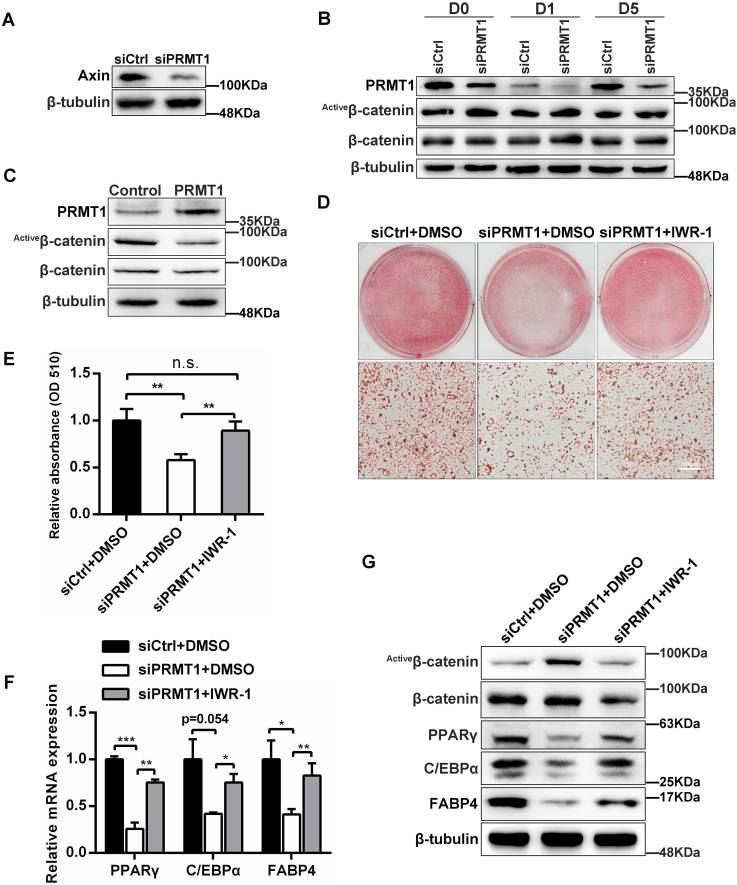 A
siCtrl siPRMT1
Axin
100KDa
β-tubulin
48KDa
B
D0 D1 D5
siCtrl siPRMT1 siCtrl siPRMT1 siCtrl siPRMT1
PRMT1
35KDa
100KDa
Activeβ-catenin
100KDa
β-catenin
β-tubulin
48KDa
C
Control PRMT1
PRMT1
35KDa
100KDa
Activeβ-catenin
100KDa
β-catenin
β-tubulin
48KDa
D
siCtrl+DMSO siPRMT1+DMSO siPRMT1+IWR-1
E
Relative absorbance (OD 510)
1.5
1.0
0.5
0.0
n.s.
** **
siCtrl+DMSO siPRMT1+DMSO siPRMT1+IWR-1
F
siCtrl+DMSO
siPRMT1+DMSO
siPRMT1+IWR-1
Relative mRNA expression
1.5
1.0
0.5
0.0
*** ** p=0.054 * * **
PPARγ C/EBPα FABP4
G
siCtrl+DMSO siPRMT1+DMSO siPRMT1+IWR-1
100KDa
Activeβ-catenin
100KDa
β-catenin
63KDa
PPARγ
C/EBPα
25KDa
17KDa
FABP4
β-tubulin
48KDa